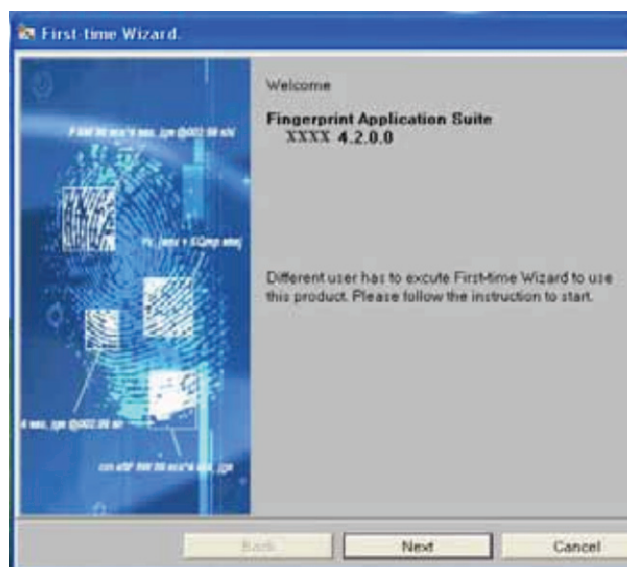 First-time Wizard.
Welcome
Fingerprint Application Suite
XXXX 4.2.0.0
Different user has to excute First-time Wizard to use
this product. Please follow the instruction to start.
Back
Next
Cancel